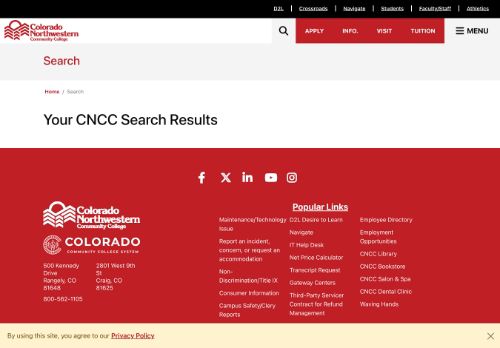 D2L | Crossroads | Navigate | Students | Faculty/Staff | Athletics
Colorado
Northwestern
Community College
APPLY INFO. VISIT TUITION MENU
Search
Home / Search
Your CNCC Search Results
Colorado
Northwestern
Community College
COLORADO
COMMUNITY COLLEGE SYSTEM
500 Kennedy
Drive
Rangely, CO
81648
2801 West 9th
St
Craig, CO
81625
800-562-1105
Popular Links
Maintenance/Technology
Issue
Report an incident,
concern, or request an
accommodation
Non-
Discrimination/Title IX
Consumer Information
Campus Safety/Clery
Reports
D2L Desire to Learn
Navigate
IT Help Desk
Net Price Calculator
Transcript Request
Gateway Centers
Third-Party Servicer
Contract for Refund
Management
Employee Directory
Employment
Opportunities
CNCC Library
CNCC Bookstore
CNCC Salon & Spa
CNCC Dental Clinic
Waxing Hands
By using this site, you agree to our Privacy Policy